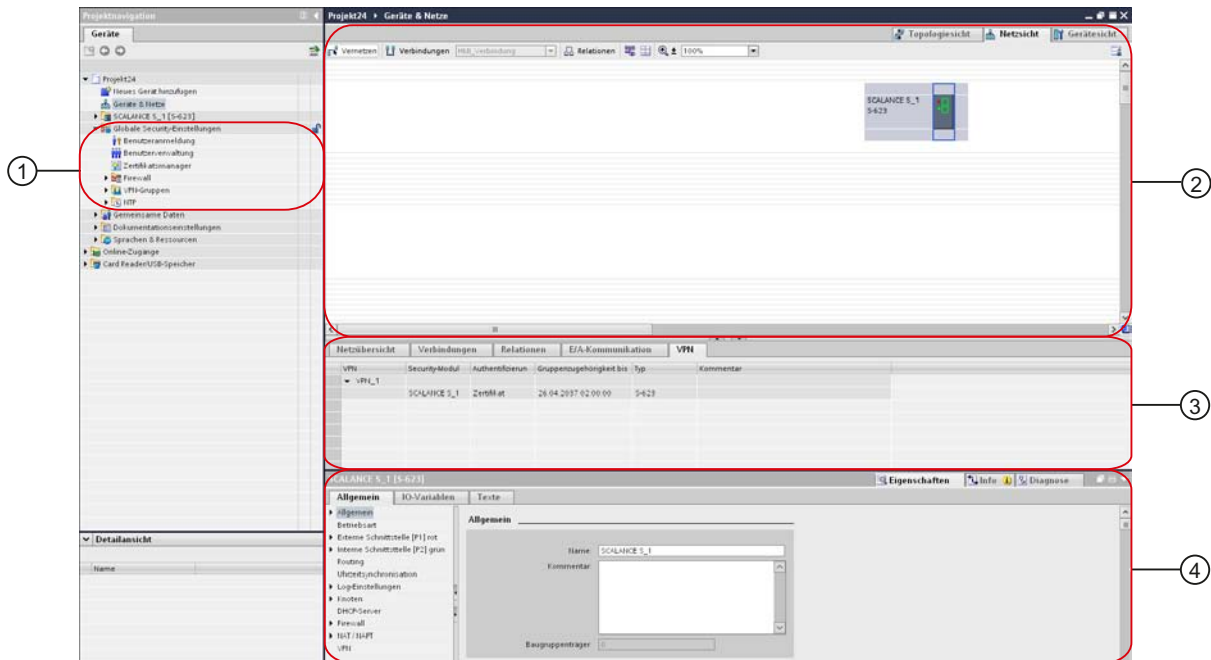 Projektnavigation
Geräte
Projekt24
Neues Gerät hinzufügen
Geräte & Netze
SCALANCE S_1 [S-623]
Globale Security-Einstellungen
Benutzeranmeldung
Benutzerverwaltung
Zertifikatsmanager
Firewall
VPN-Gruppen
NTP
Gemeinsame Daten
Dokumentationseinstellungen
Sprachen & Ressourcen
Online-Zugänge
Card Reader/USB-Speicher
Detailansicht
Name
1
Projekt24 Geräte & Netze
Topologiesicht Netzsicht Gerätesicht
Vernetzen Verbindungen HMI_Verbindung Relationen 100%
SCALANCE S_1
S-623
2
Netzübersicht Verbindungen Relationen E/A-Kommunikation VPN
VPN Security-Modul Authentifizierun Gruppenzugehörigkeit bis Typ Kommentar
VPN_1
SCALANCE S_1 Zertifikat 26.04.2037 02:00:00 S-623
3
SCALANCE S_1 [S-623]
Eigenschaften Info Diagnose
Allgemein IO-Variablen Texte
Allgemein
Betriebsart
Externe Schnittstelle [P1] rot
Interne Schnittstelle [P2] grün
Routing
Uhrzeitsynchronisation
Log-Einstellungen
Knoten
DHCP-Server
Firewall
NAT / NAPT
VPN
Allgemein
Name SCALANCE S_1
Kommentar
Baugruppenträger 0
4